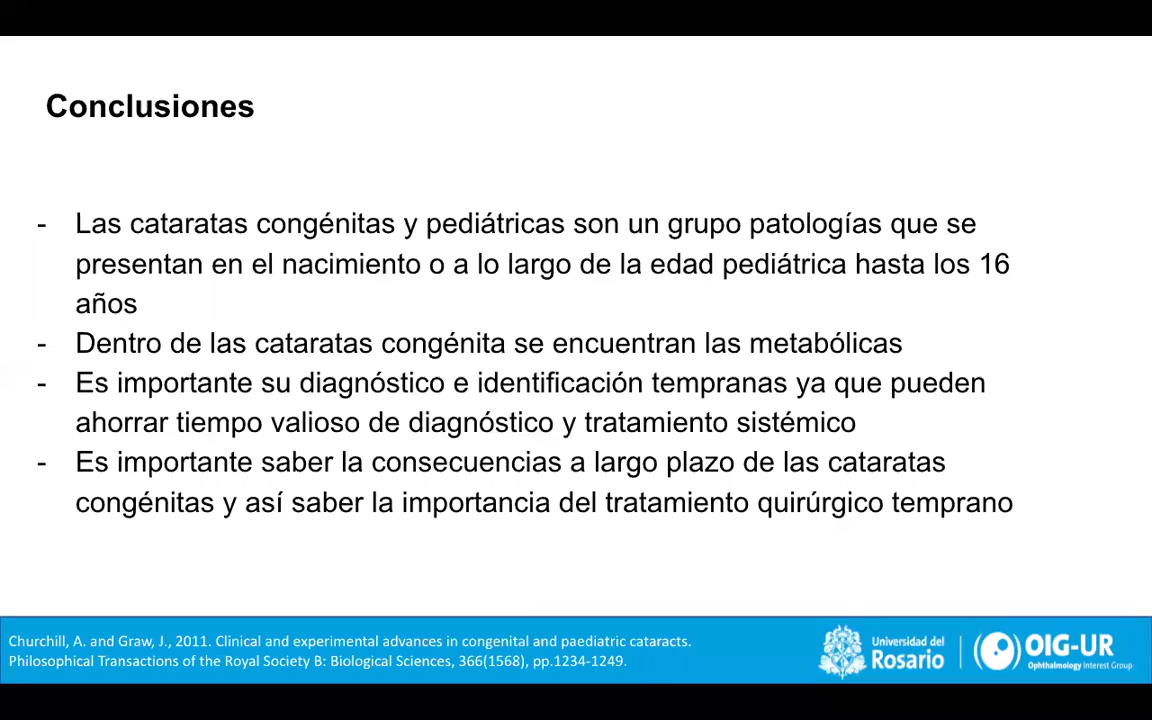 Conclusiones
- Las cataratas congénitas y pediátricas son un grupo patologías que se
presentan en el nacimiento o a lo largo de la edad pediátrica hasta los 16
años
- Dentro de las cataratas congénita se encuentran las metabólicas
- Es importante su diagnóstico e identificación tempranas ya que pueden
ahorrar tiempo valioso de diagnóstico y tratamiento sistémico
- Es importante saber la consecuencias a largo plazo de las cataratas
congénitas y así saber la importancia del tratamiento quirúrgico temprano
Churchill, A. and Graw, J., 2011. Clinical and experimental advances in congenital and paediatric cataracts.
Philosophical Transactions of the Royal Society B: Biological Sciences, 366(1568), pp.1234-1249.
Universidad del
Rosario
OIG-UR
Ophthalmology Interest Group